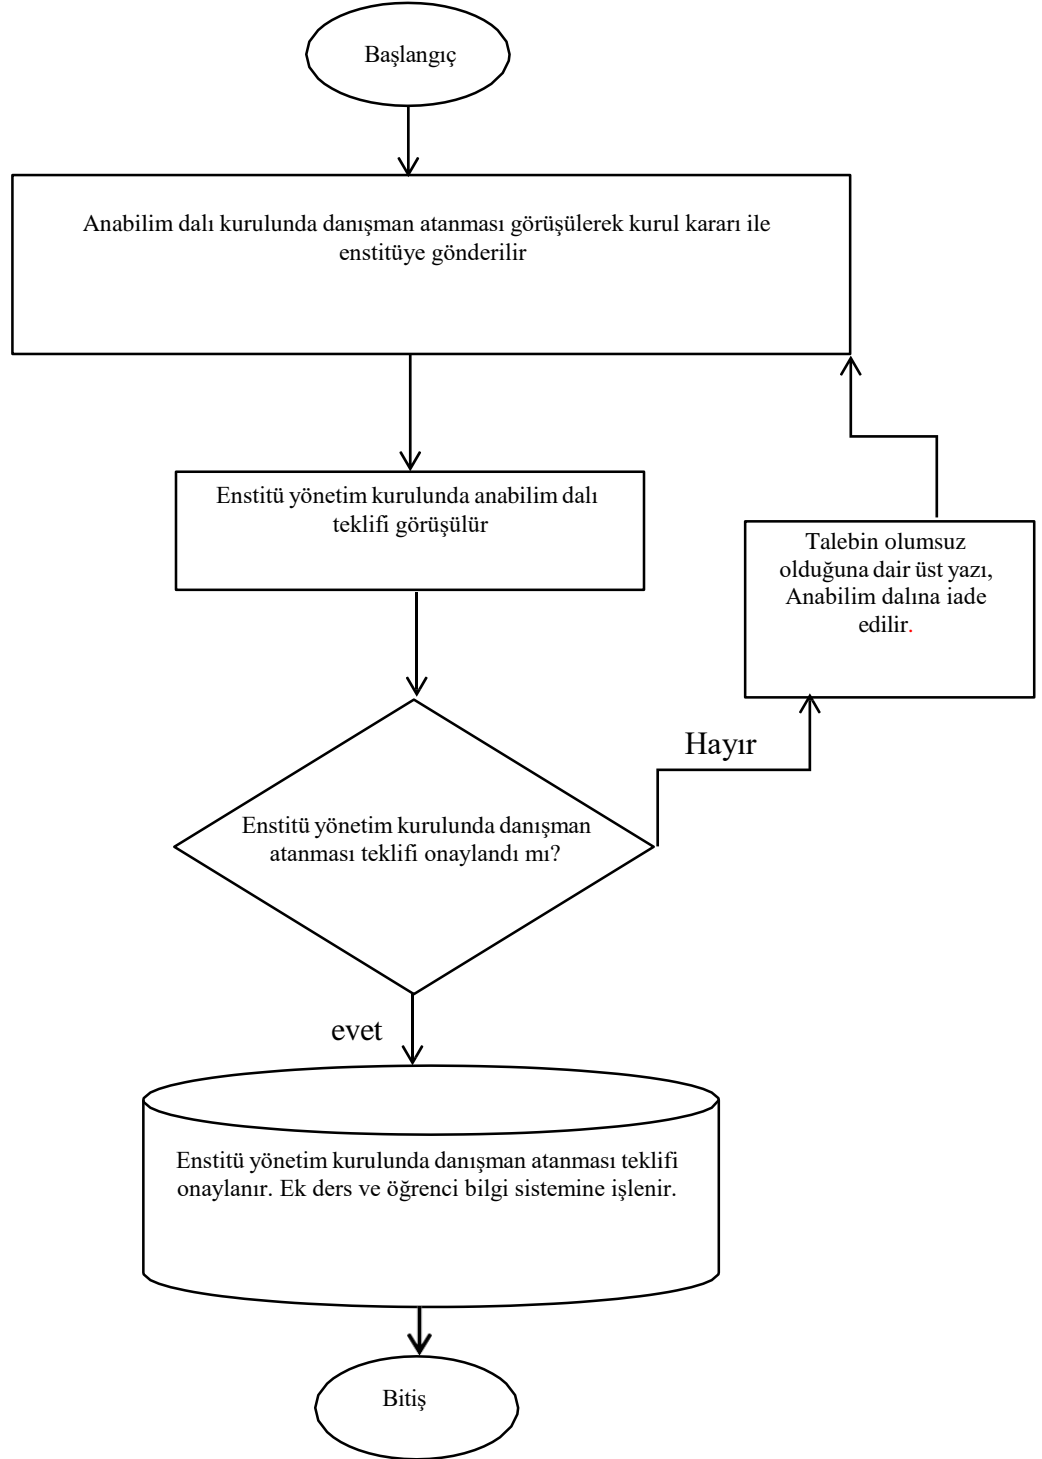 Başlangıç
Anabilim dalı kurulunda danışman atanması görüşülerek kurul kararı ile
enstitüye gönderilir
Enstitü yönetim kurulunda anabilim dalı
teklifi görüşülür
Talebin olumsuz
olduğuna dair üst yazı,
Anabilim dalına iade
edilir.
Hayır
Enstitü yönetim kurulunda danışman
atanması teklifi onaylandı mı?
evet
Enstitü yönetim kurulunda danışman atanması teklifi
onaylanır. Ek ders ve öğrenci bilgi sistemine işlenir.
Bitiş